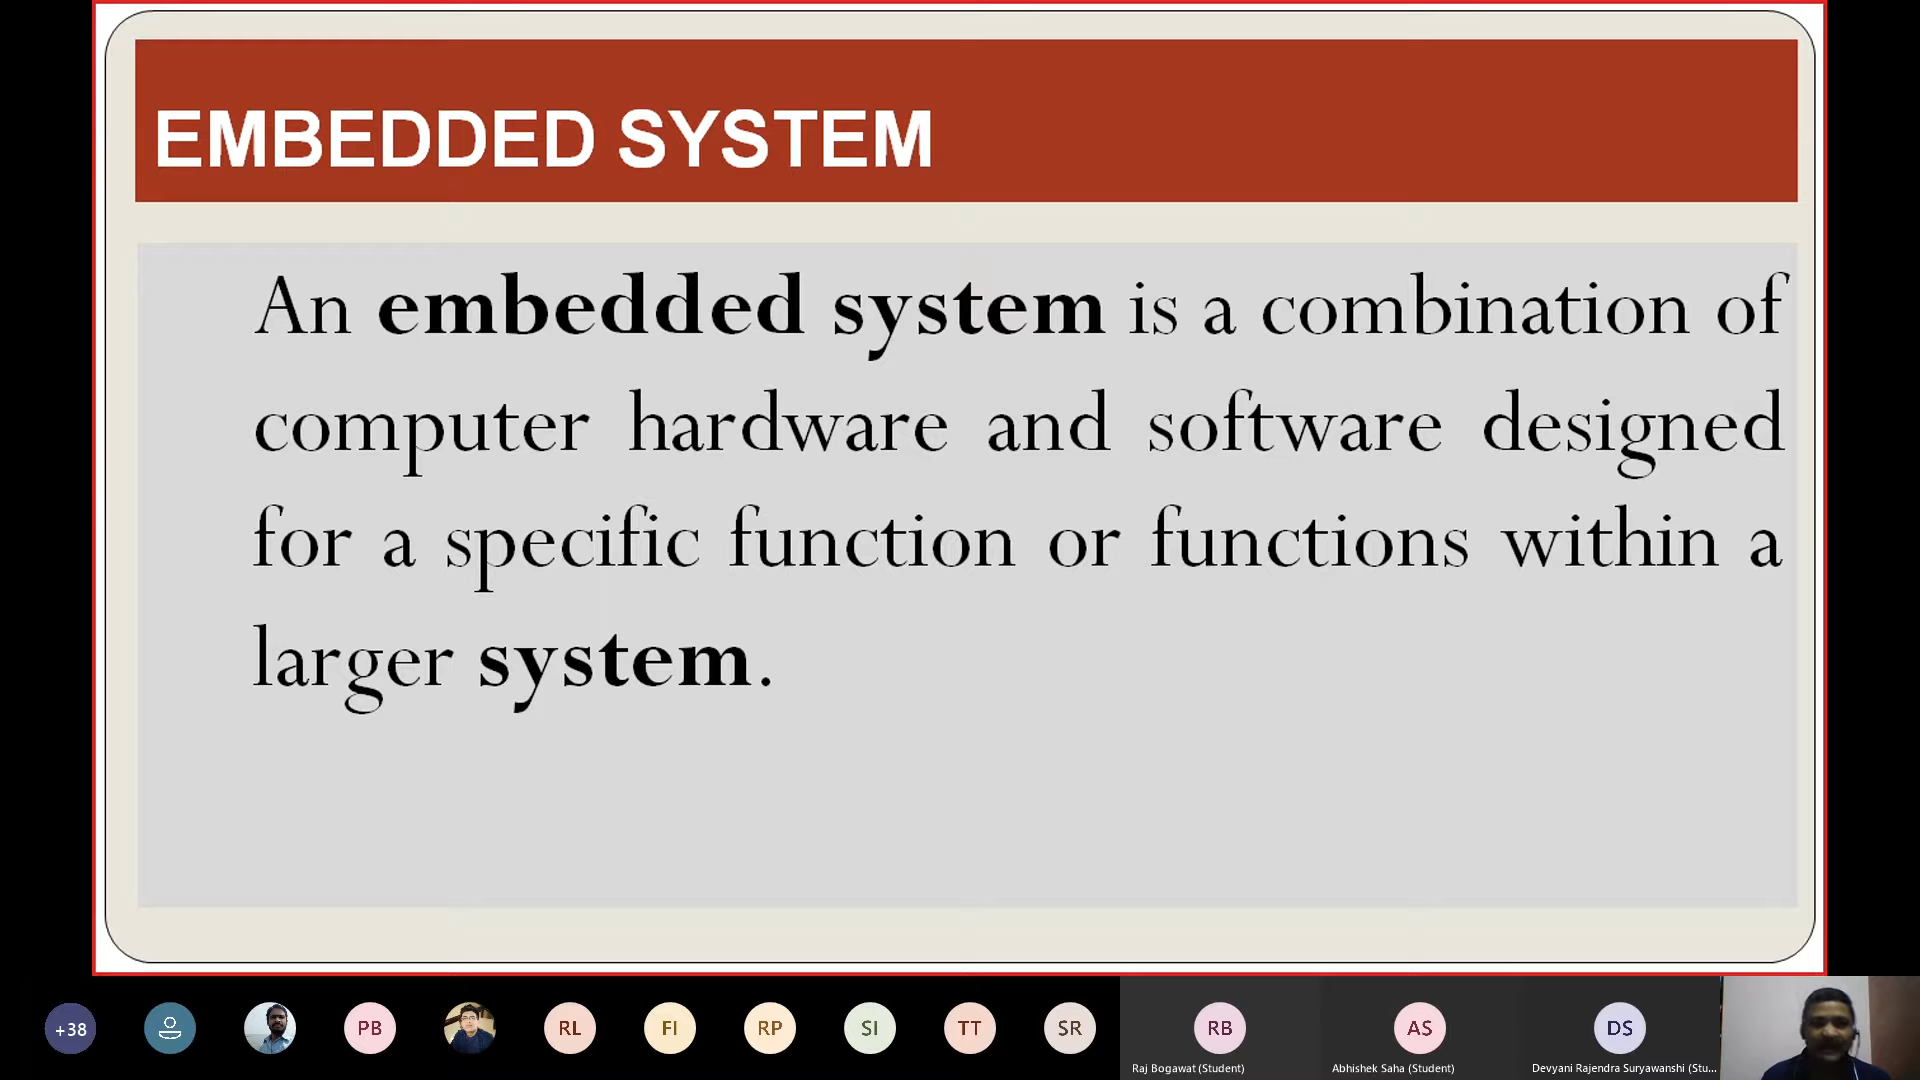 EMBEDDED SYSTEM
An embedded system is a combination of
computer hardware and software designed
for a specific function or functions within a
larger system.
+38
PB
RL
FI
RP
SI
TT
SR
RB
AS
DS
Raj Bogawat (Student)
Abhishek Saha (Student)
Devyani Rajendra Suryawanshi (Stu...